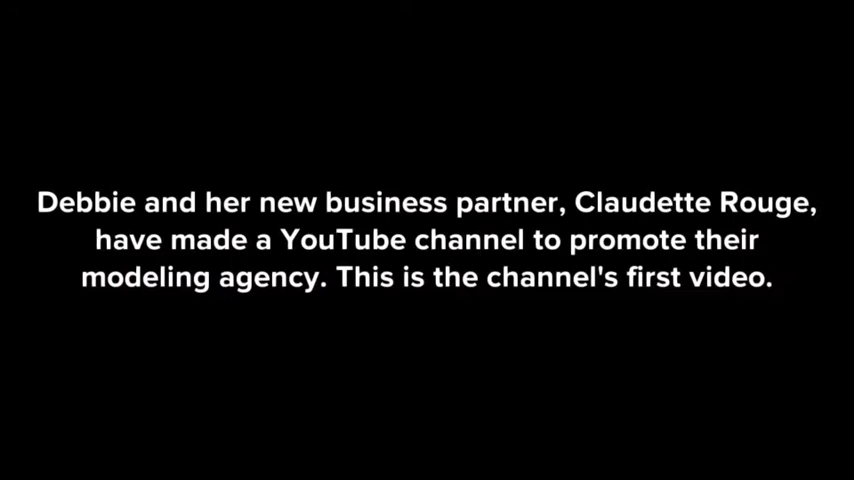 Debbie and her new business partner, Claudette Rouge,
have made a YouTube channel to promote their
modeling agency. This is the channel's first video.